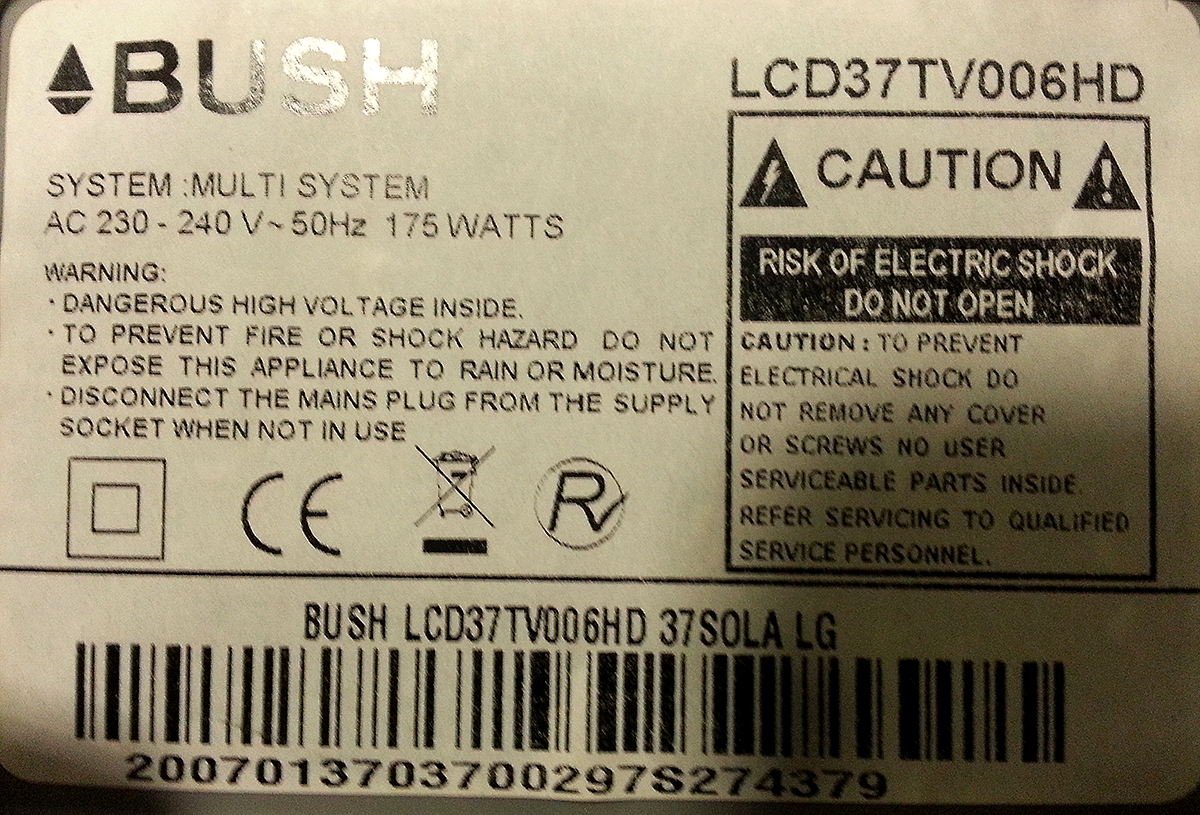 BUSH
SYSTEM :MULTI SYSTEM
AC 230 - 240 V~ 50Hz 175 WATTS
WARNING:
· DANGEROUS HIGH VOLTAGE INSIDE.
· TO PREVENT FIRE OR SHOCK HAZARD DO NOT
EXPOSE THIS APPLIANCE TO RAIN OR MOISTURE.
· DISCONNECT THE MAINS PLUG FROM THE SUPPLY
SOCKET WHEN NOT IN USE
CE
R
LCD37TV006HD
CAUTION
RISK OF ELECTRIC SHOCK
DO NOT OPEN
CAUTION : TO PREVENT
ELECTRICAL SHOCK DO
NOT REMOVE ANY COVER
OR SCREWS NO USER
SERVICEABLE PARTS INSIDE.
REFER SERVICING TO QUALIFIED
SERVICE PERSONNEL.
BUSH LCD37TV006HD 37SOLA LG
2007013703700297S274379